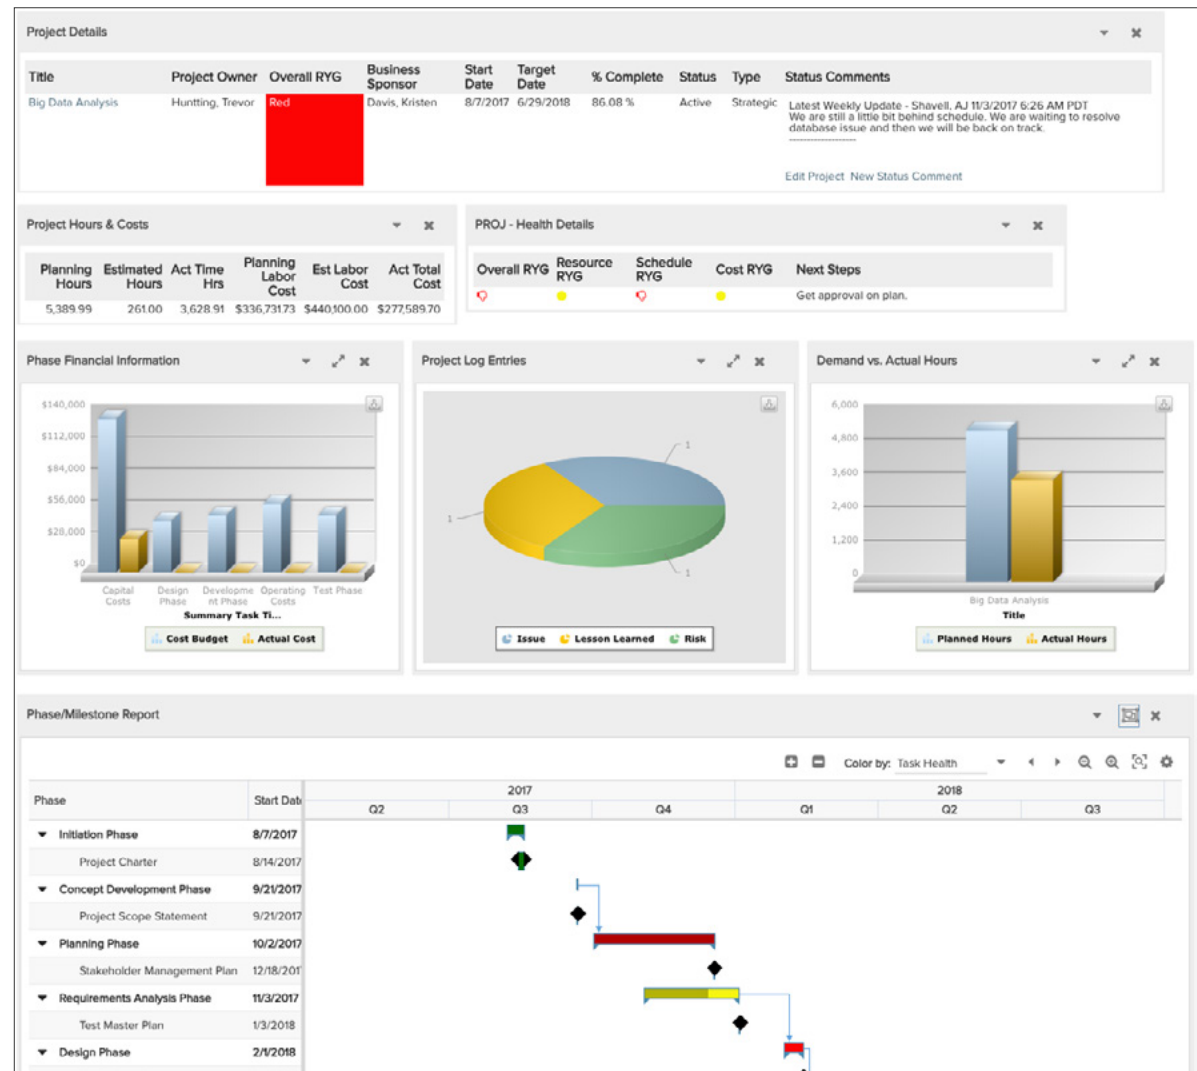 Project Details
Title Project Owner Overall RYG Business Sponsor Start Date Target Date % Complete Status Type Status Comments
Big Data Analysis Huntting, Trevor Red Davis, Kristen 8/7/2017 6/29/2018 86.08 % Active Strategic
Latest Weekly Update - Shavell, AJ 11/3/2017 6:26 AM PDT
We are still a little bit behind schedule. We are waiting to resolve
database issue and then we will be back on track.
-------------------
Edit Project New Status Comment
Project Hours & Costs
Planning Hours Estimated Hours Act Time Hrs Planning Labor Cost Est Labor Cost Act Total Cost
5,389.99 261.00 3,628.91 $336,731.73 $440,100.00 $277,589.70
PROJ - Health Details
Overall RYG Resource RYG Schedule RYG Cost RYG Next Steps
Get approval on plan.
Phase Financial Information
$140,000
$112,000
$84,000
$56,000
$28,000
$0
Capital Costs Design Phase Developme nt Phase Operating Costs Test Phase
Summary Task Ti...
Cost Budget Actual Cost
Project Log Entries
1
1
1
Issue Lesson Learned Risk
Demand vs. Actual Hours
6,000
4,800
3,600
2,400
1,200
0
Big Data Analysis
Title
Planned Hours Actual Hours
Phase/Milestone Report
Color by: Task Health
Phase Start Date
2017 2018
Q2 Q3 Q4 Q1 Q2 Q3
Initiation Phase 8/7/2017
Project Charter 8/14/2017
Concept Development Phase 9/21/2017
Project Scope Statement 9/21/2017
Planning Phase 10/2/2017
Stakeholder Management Plan 12/18/201
Requirements Analysis Phase 11/3/2017
Test Master Plan 1/3/2018
Design Phase 2/1/2018